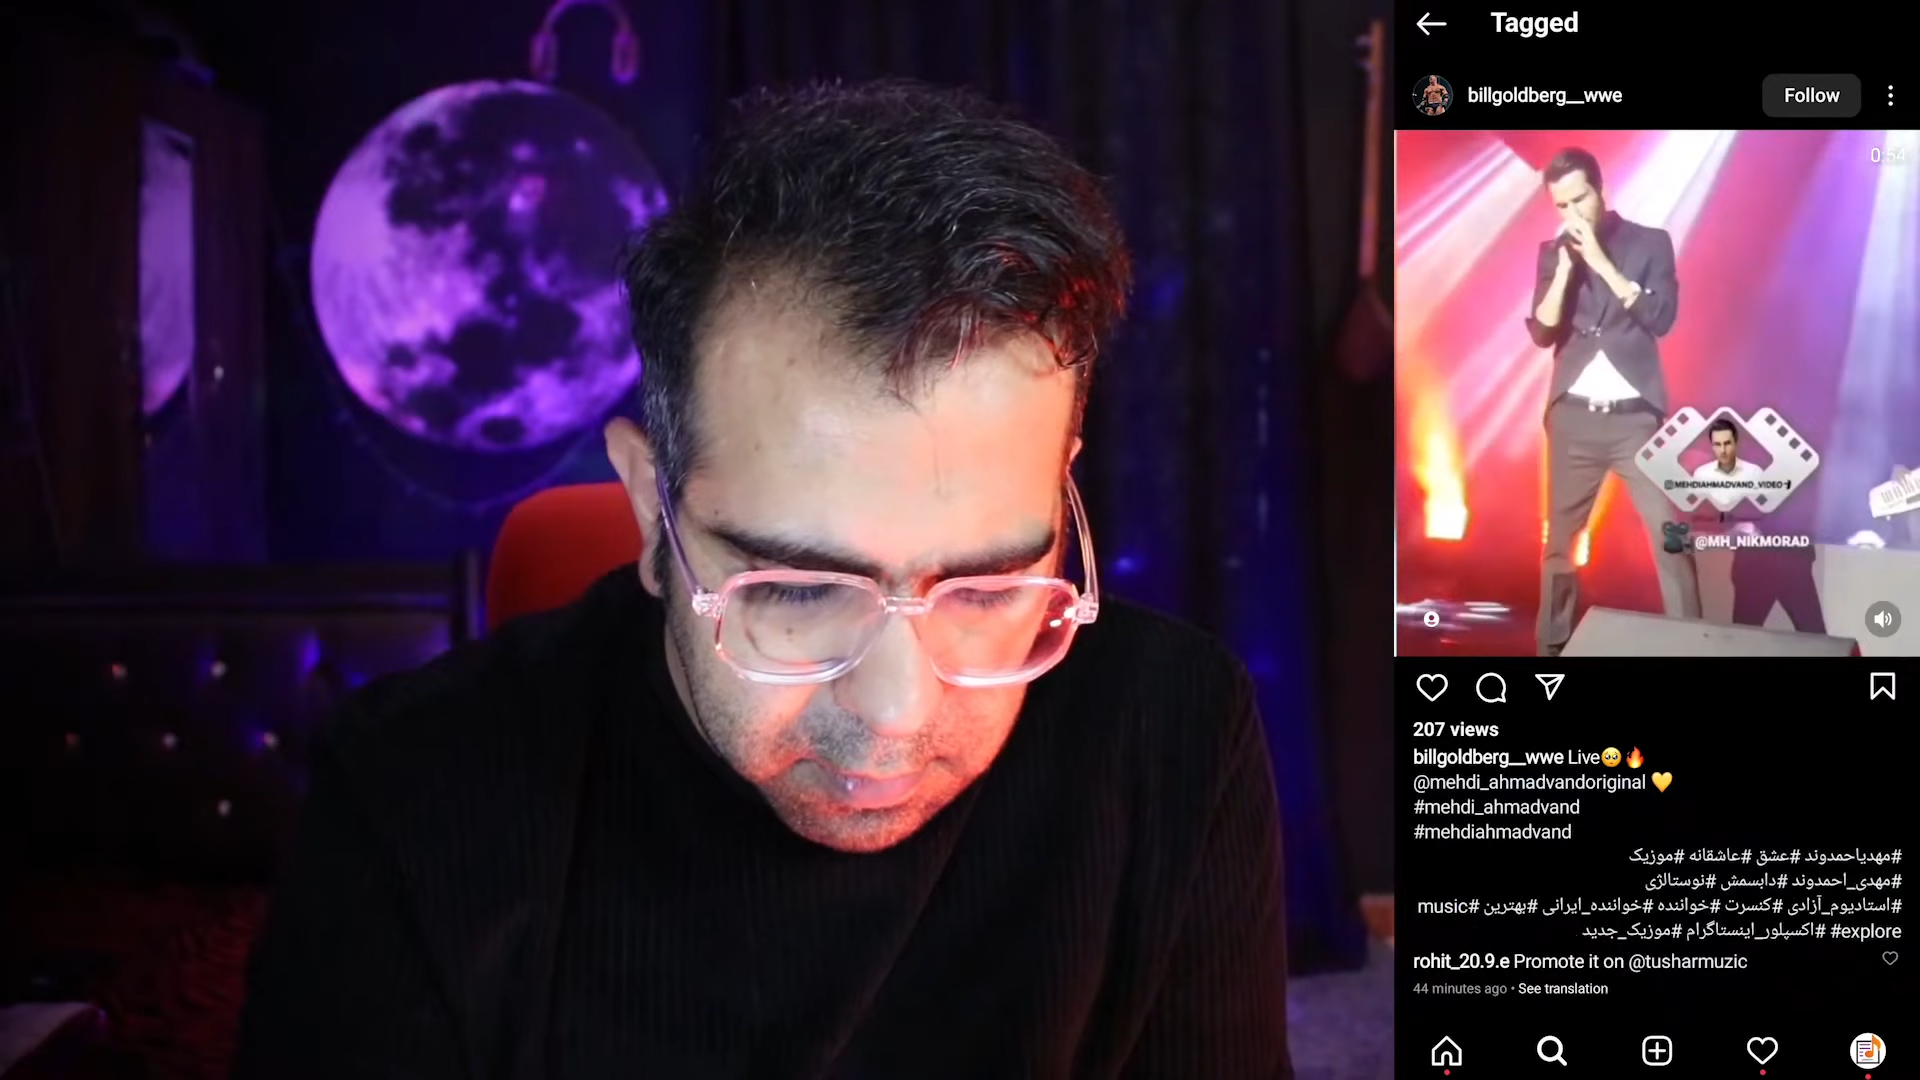 Tagged
billgoldberg__wwe
Follow
0:54
MEHDIAHMADVAND_VIDEO
@MH_NIKMORAD
207 views
billgoldberg__wwe Live🥺🔥
@mehdi_ahmadvandoriginal 💛
#mehdi_ahmadvand
#mehdiahmadvand
#مهدیاحمدوند #عشق #عاشقانه #موزیک
#مهدی_احمدوند #دابسمش #نوستالژی
#استادیوم_آزادی #کنسرت #خواننده #خواننده_ایرانی #بهترین #music
#explore #اکسپلور_اینستاگرام #موزیک_جدید
rohit_20.9.e Promote it on @tusharmuzic
44 minutes ago • See translation